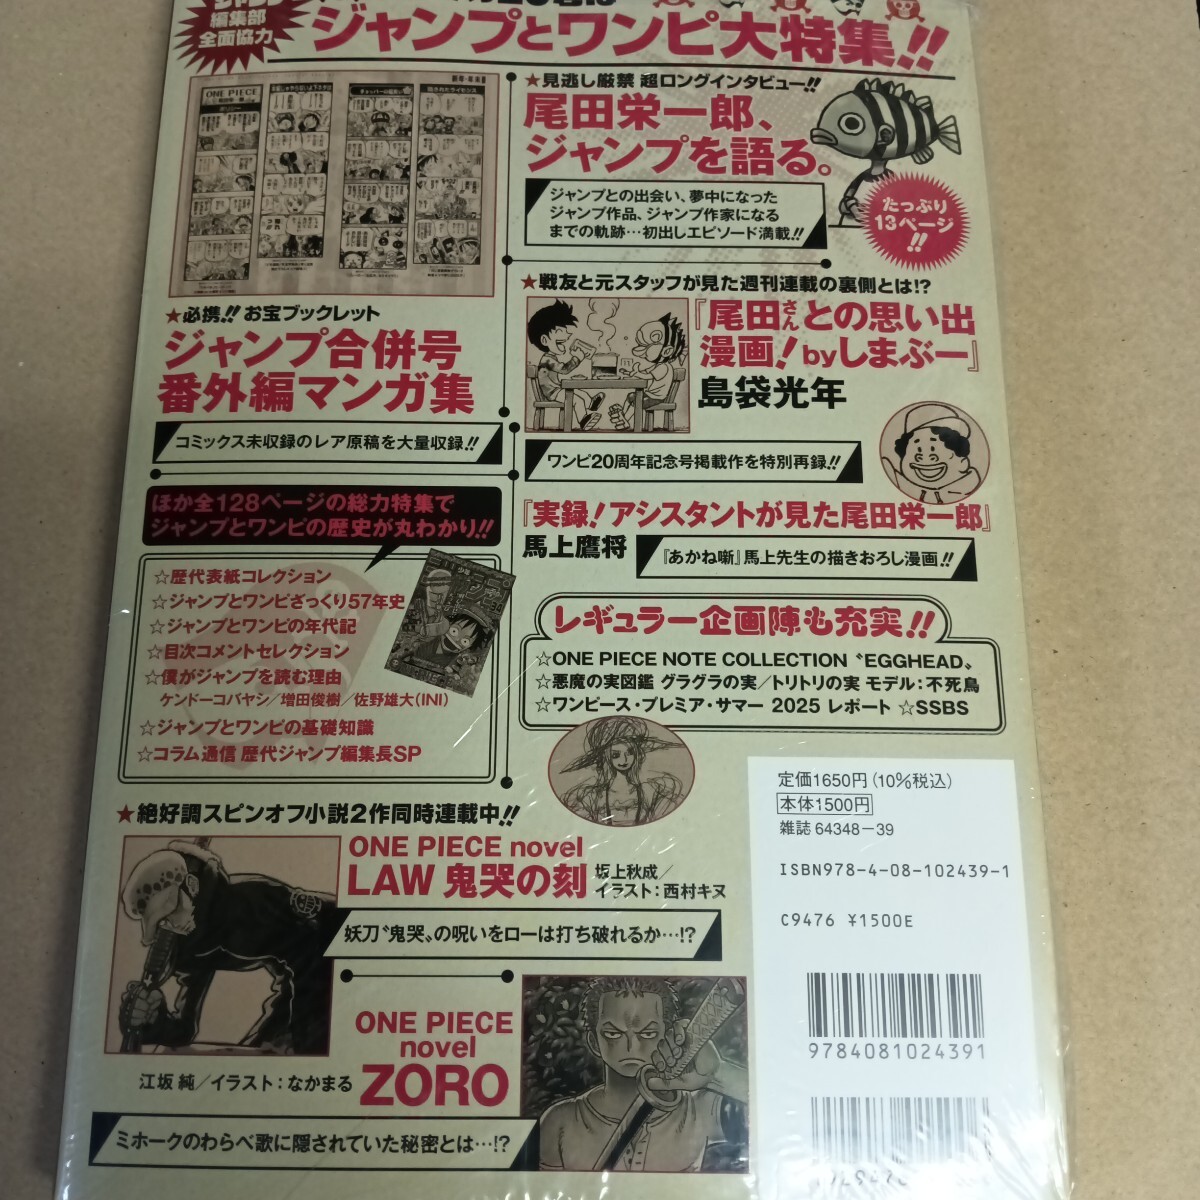 編集部
全面協力
ジャンプとワンピ大特集!!
ONE PIECE
★必携!! お宝ブックレット
ジャンプ合併号
番外編マンガ集
コミックス未収録のレア原稿を大量収録!!
ほか全128ページの総力特集で
ジャンプとワンピの歴史が丸わかり!!
☆歴代表紙コレクション
☆ジャンプとワンピざっくり57年史
☆ジャンプとワンピの年代記
☆目次コメントセレクション
☆僕がジャンプを読む理由
ケンドーコバヤシ/増田俊樹/佐野雄大(INI)
☆ジャンプとワンピの基礎知識
☆コラム通信 歴代ジャンプ編集長SP
★見逃し厳禁 超ロングインタビュー!!
尾田栄一郎、
ジャンプを語る。
ジャンプとの出会い、夢中になった
ジャンプ作品、ジャンプ作家になる
までの軌跡…初出しエピソード満載!!
たっぷり
13ページ
!!
★戦友と元スタッフが見た週刊連載の裏側とは!?
『尾田さんとの思い出
漫画!byしまぶー』
島袋光年
ワンピ20周年記念号掲載作を特別再録!!
『実録!アシスタントが見た尾田栄一郎』
馬上鷹将
『あかね噺』馬上先生の描きおろし漫画!!
レギュラー企画陣も充実!!
☆ONE PIECE NOTE COLLECTION 〝EGGHEAD〟
☆悪魔の実図鑑 グラグラの実/トリトリの実 モデル:不死鳥
☆ワンピース・プレミア・サマー 2025 レポート ☆SSBS
★絶好調スピンオフ小説2作同時連載中!!
ONE PIECE novel
LAW 鬼哭の刻
坂上秋成/
イラスト:西村キヌ
妖刀〝鬼哭〟の呪いをローは打ち破れるか…!?
ONE PIECE
novel
ZORO
江坂 純/イラスト:なかまる
ミホークのわらべ歌に隠されていた秘密とは…!?
定価1650円(10%税込)
本体1500円
雑誌 64348-39
ISBN978-4-08-102439-1
C9476 ¥1500E
9784081024391